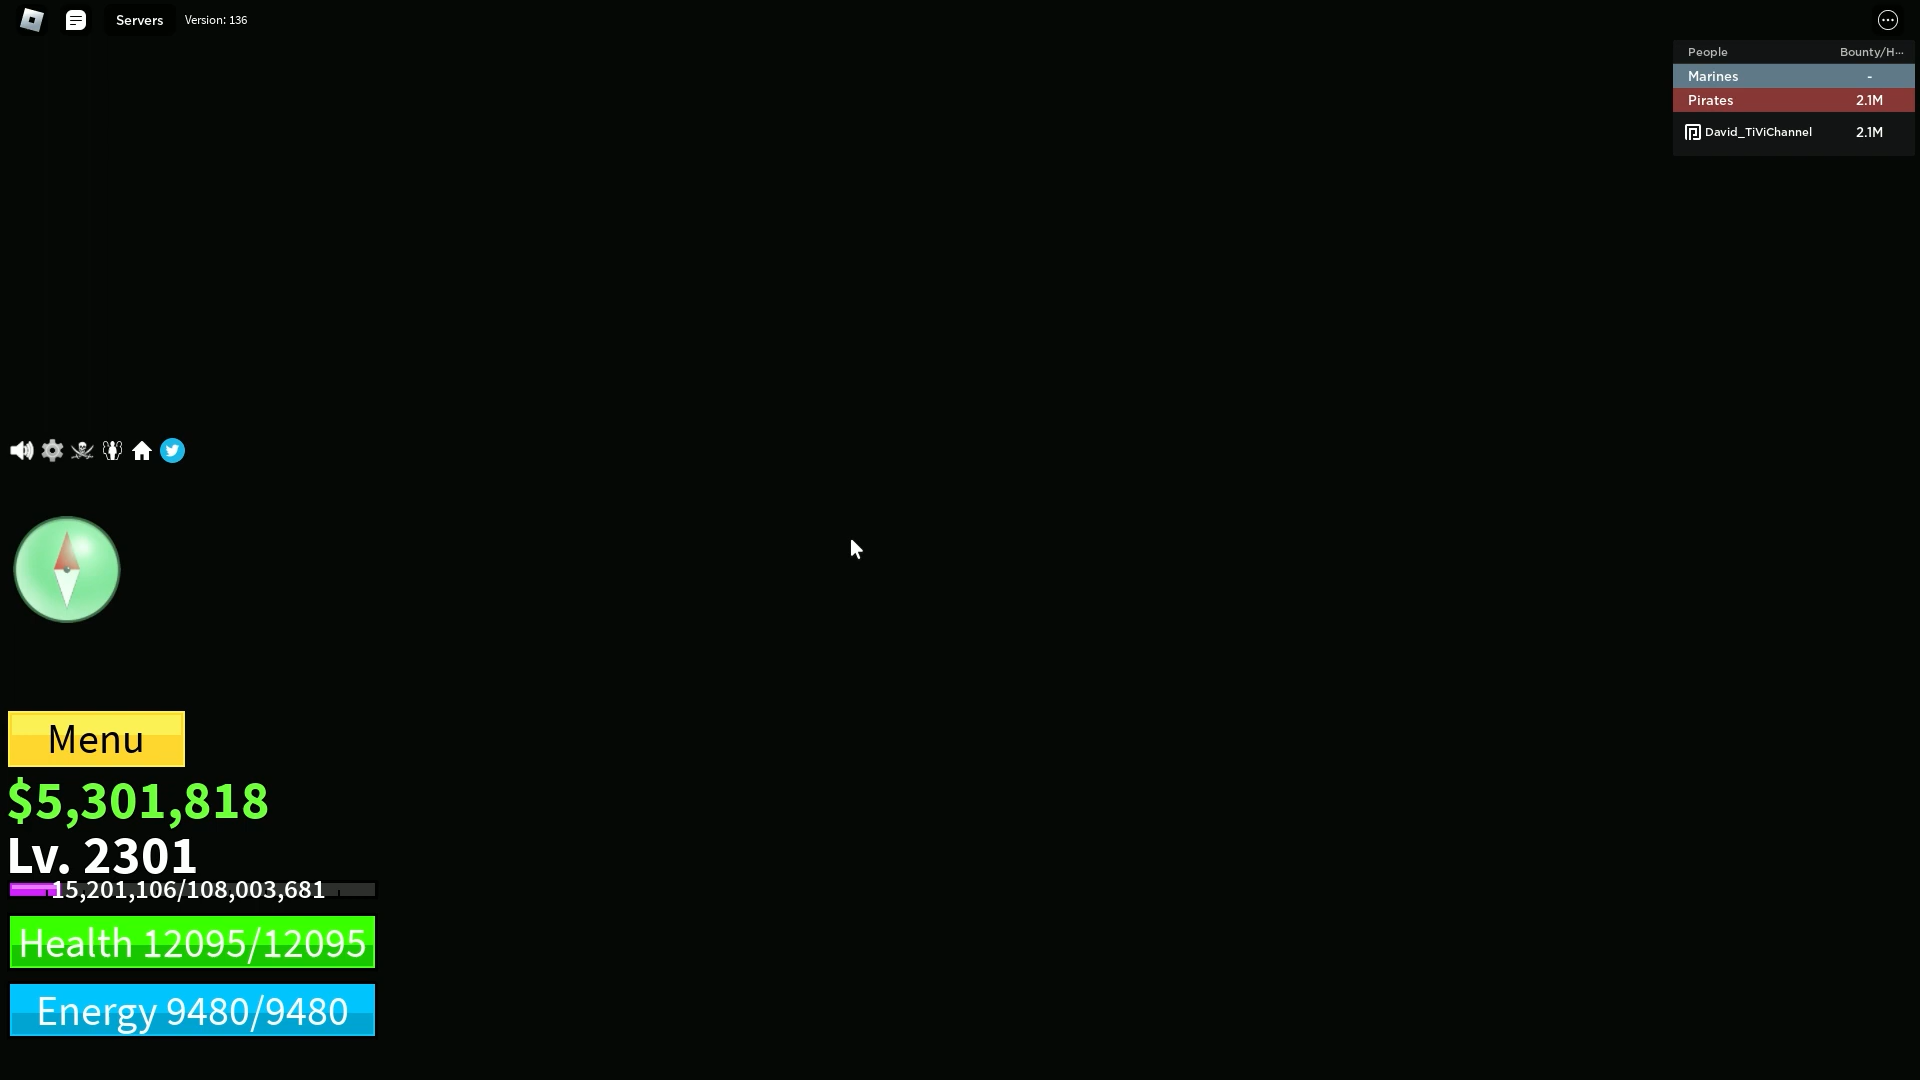 Servers Version: 136
People Bounty/H...
Marines -
Pirates 2.1M
David_TiViChannel 2.1M
Menu
$5,301,818
Lv. 2301
15,201,106/108,003,681
Health 12095/12095
Energy 9480/9480